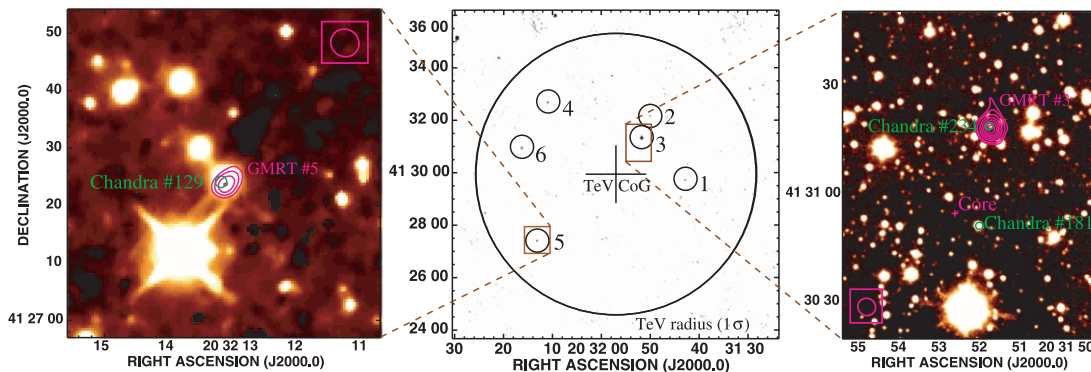 50
40
30
20
10
41 27 00
DECLINATION (J2000.0)
GMRT #5
Chandra #129
15 14 13 20 32 12 11
RIGHT ASCENSION (J2000.0)
41 36 00
34 00
32 00
30 00
28 00
26 00
24 00
4
2
3
6
1
TeV CoG
5
TeV radius (1σ)
30 20 10 20 32 00 50 40 31 30
RIGHT ASCENSION (J2000.0)
30
41 31 00
30 30
GMRT #3
Chandra #234
Core
Chandra #181
55 54 53 52 51 20 31 50
RIGHT ASCENSION (J2000.0)